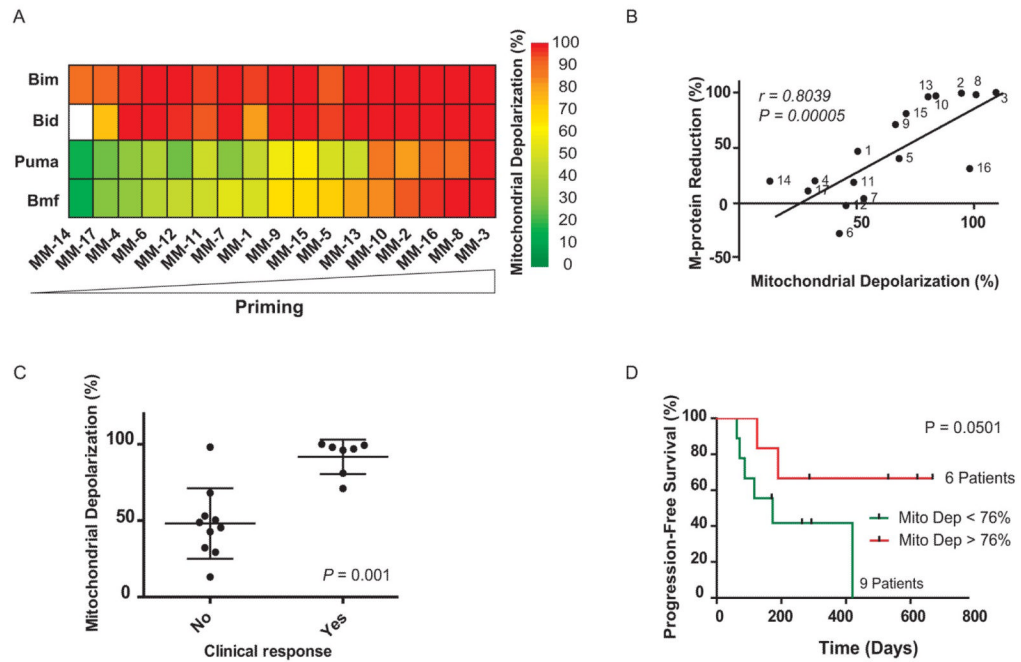 A
Bim
Bid
Puma
Bmf
MM-14
MM-17
MM-4
MM-6
MM-12
MM-11
MM-7
MM-1
MM-9
MM-15
MM-5
MM-13
MM-10
MM-2
MM-16
MM-8
MM-3
Priming
Mitochondrial Depolarization (%)
100
90
80
70
60
50
40
30
20
10
0
B
M-protein Reduction (%)
100
50
0
-50
r = 0.8039
P = 0.00005
13
2
8
10
3
15
9
1
5
16
14
4
11
17
12
7
6
50
100
Mitochondrial Depolarization (%)
C
Mitochondrial Depolarization (%)
100
50
0
P = 0.001
No
Yes
Clinical response
D
Progression-Free Survival (%)
100
80
60
40
20
0
P = 0.0501
6 Patients
Mito Dep < 76%
Mito Dep > 76%
9 Patients
0
200
400
600
800
Time (Days)